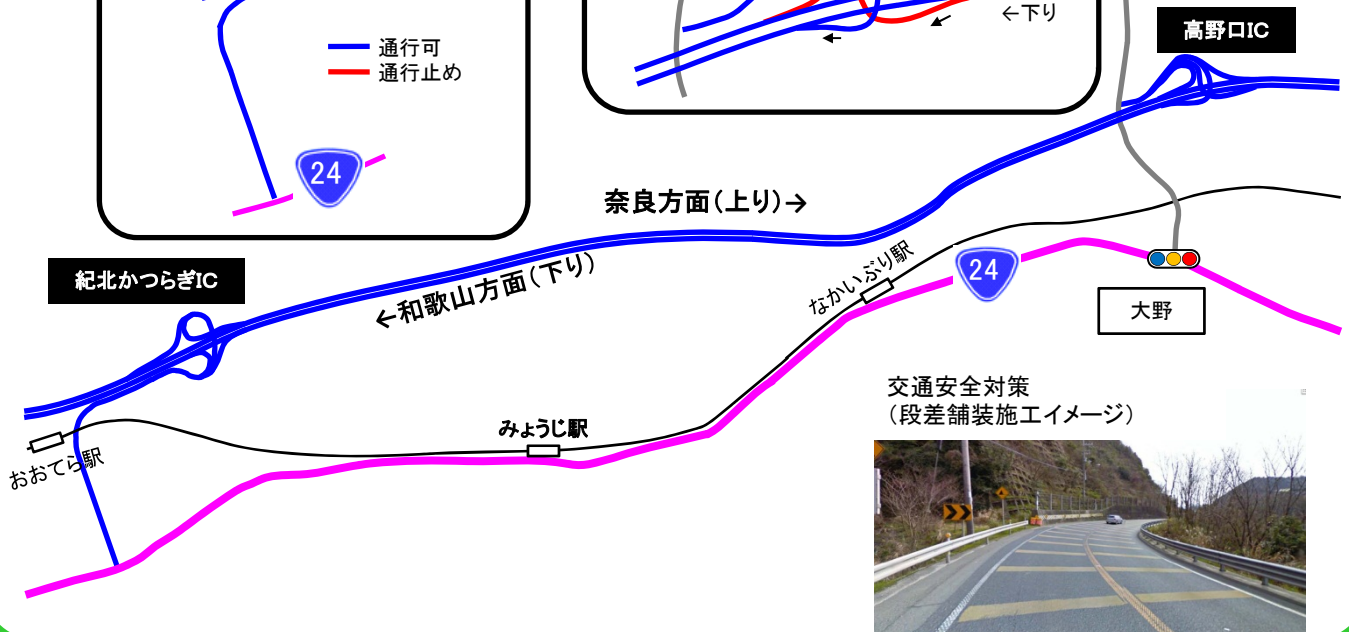 ←下り
高野口IC
通行可
通行止め
24
奈良方面(上り)→
なかいぶり駅
24
紀北かつらぎIC
←和歌山方面(下り)
大野
交通安全対策
(段差舗装施工イメージ)
みょうじ駅
おおてら駅